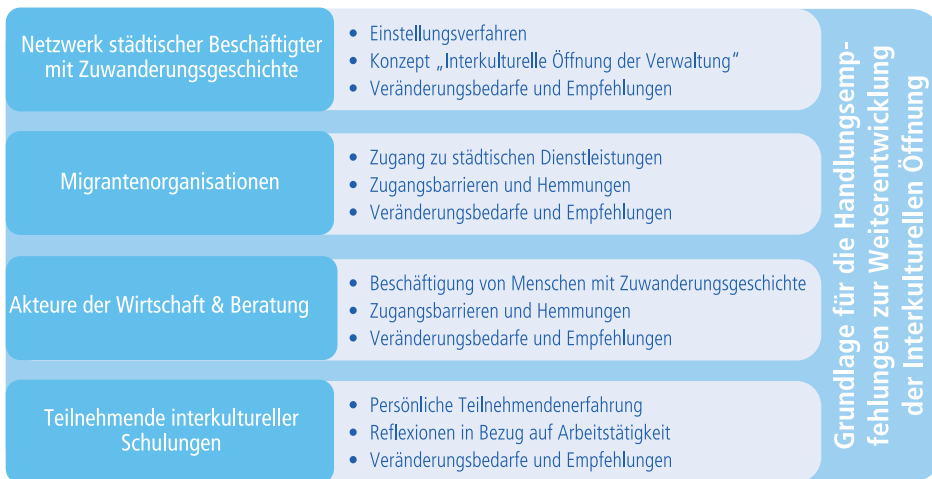 Netzwerk städtischer Beschäftigter
mit Zuwanderungsgeschichte
• Einstellungsverfahren
• Konzept „Interkulturelle Öffnung der Verwaltung“
• Veränderungsbedarfe und Empfehlungen
Migrantenorganisationen
• Zugang zu städtischen Dienstleistungen
• Zugangsbarrieren und Hemmungen
• Veränderungsbedarfe und Empfehlungen
Akteure der Wirtschaft & Beratung
• Beschäftigung von Menschen mit Zuwanderungsgeschichte
• Zugangsbarrieren und Hemmungen
• Veränderungsbedarfe und Empfehlungen
Teilnehmende interkultureller
Schulungen
• Persönliche Teilnehmendenerfahrung
• Reflexionen in Bezug auf Arbeitstätigkeit
• Veränderungsbedarfe und Empfehlungen
Grundlage für die Handlungsemp-
fehlungen zur Weiterentwicklung
der Interkulturellen Öffnung